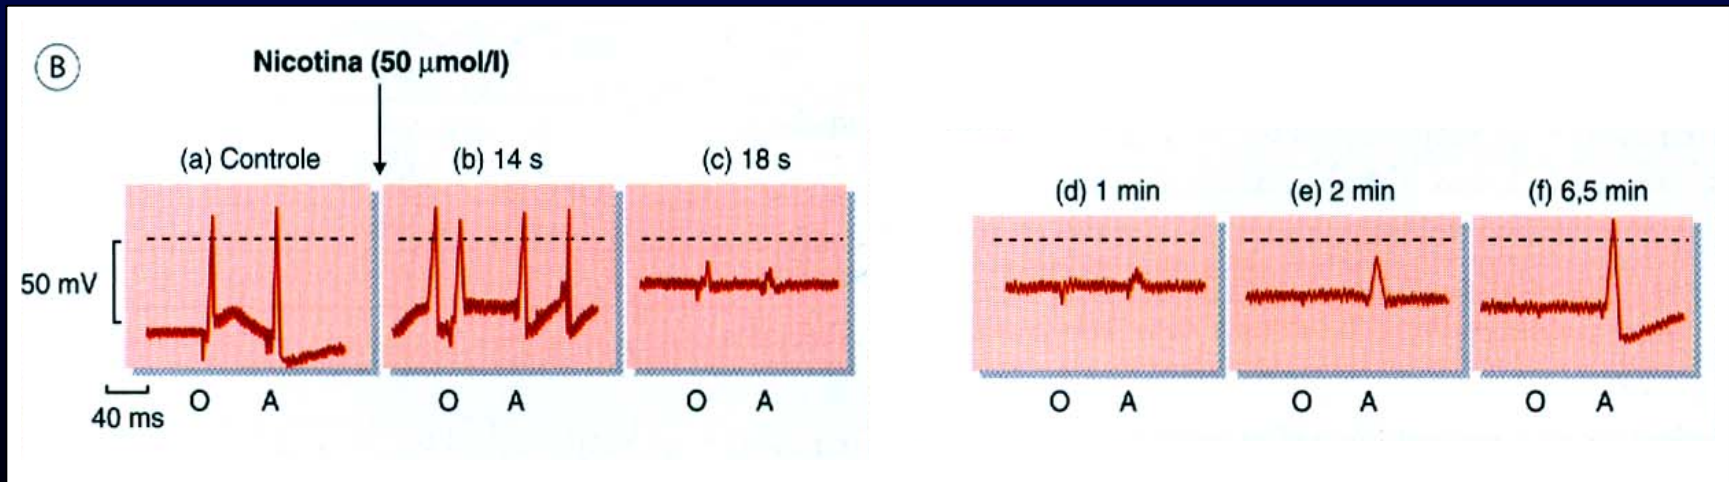 B
Nicotina (50 μmol/l)
(a) Controle
(b) 14 s
(c) 18 s
(d) 1 min
(e) 2 min
(f) 6,5 min
50 mV
40 ms
O A
O A
O A
O A
O A
O A